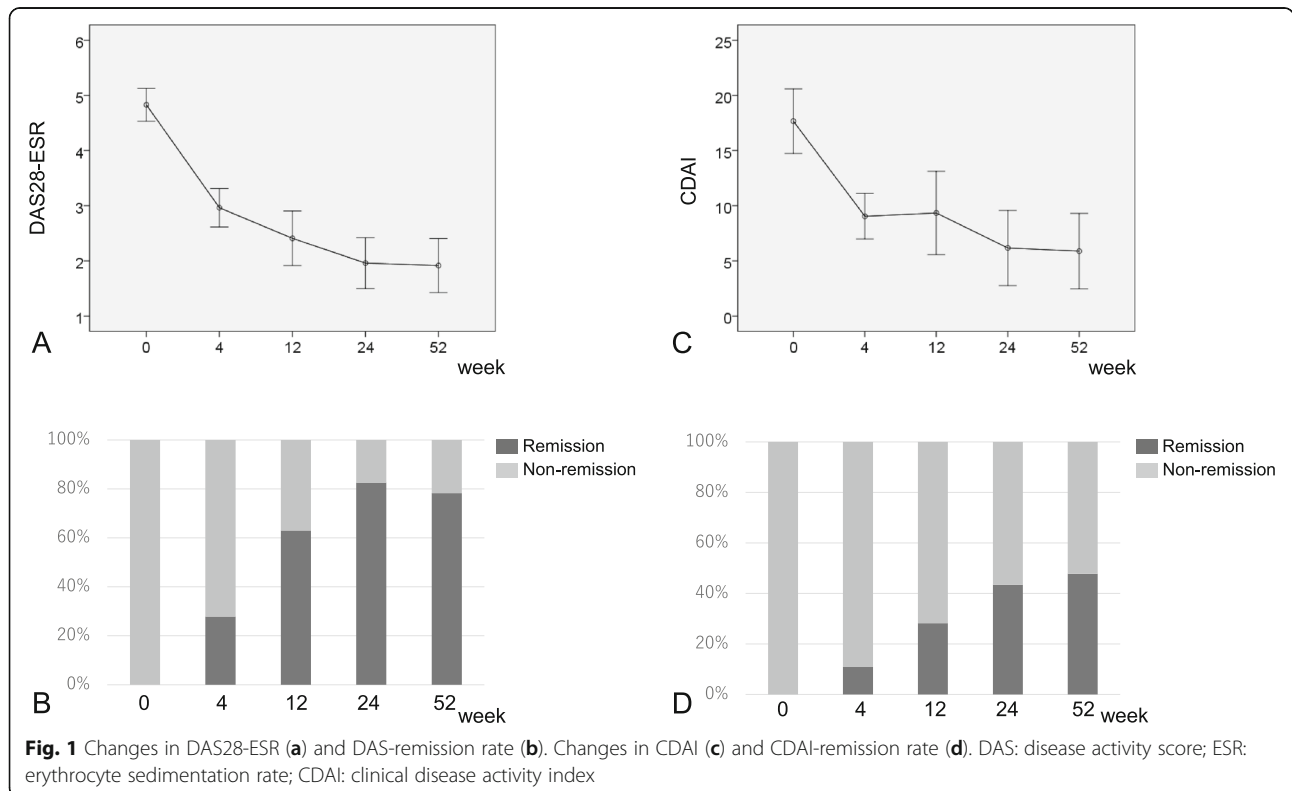 6
5
4
3
2
1
DAS28-ESR
0 4 12 24 52
A
week
25
20
15
10
5
0
CDAI
0 4 12 24 52
C
week
100%
80%
60%
40%
20%
0%
Remission
Non-remission
B
0 4 12 24 52
week
100%
80%
60%
40%
20%
0%
Remission
Non-remission
D
0 4 12 24 52
week
Fig. 1 Changes in DAS28-ESR (a) and DAS-remission rate (b). Changes in CDAI (c) and CDAI-remission rate (d). DAS: disease activity score; ESR:
erythrocyte sedimentation rate; CDAI: clinical disease activity index